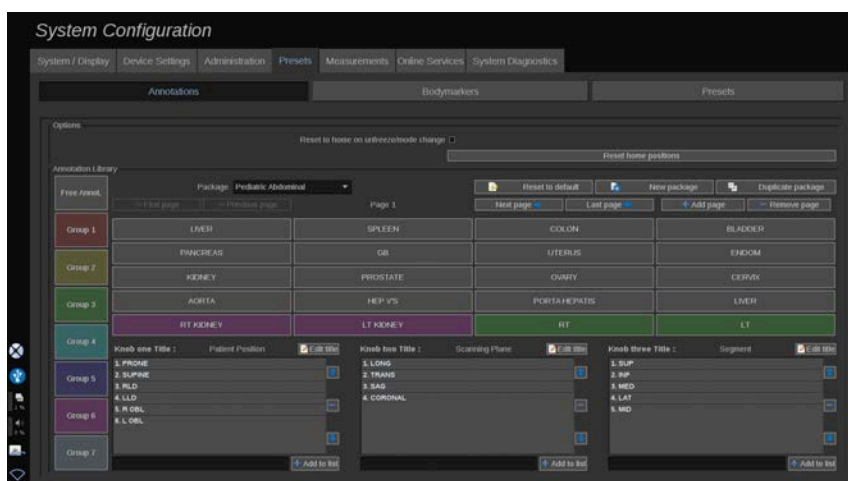 System Configuration
System / Display Device Settings Administration Presets Measurements Online Services System Diagnostics
Annotations Bodymarkers Presets
Options
Reset to home on unfreeze/mode change
Reset home positions
Annotation Library
Free Annot. Package Pediatric Abdominal Reset to default New package Duplicate package
First page Previous page Page 1 Next page Last page Add page Remove page
Group 1 LIVER SPLEEN COLON BLADDER
PANCREAS GB UTERUS ENDOM
Group 2
KIDNEY PROSTATE OVARY CERVIX
Group 3 AORTA HEP V'S PORTA HEPATIS LIVER
RT KIDNEY LT KIDNEY RT LT
Group 4
Knob one Title : Patient Position Edit title Knob two Title : Scanning Plane Edit title Knob three Title : Segment Edit title
1. PRONE 1. LONG 1. SUP
2. SUPINE 2. TRANS 2. INF
Group 5
3. RLD 3. SAG 3. MED
4. LLD 4. CORONAL 4. LAT
5. R OBL 5. MID
Group 6
6. L OBL
Group 7
Add to list Add to list Add to list